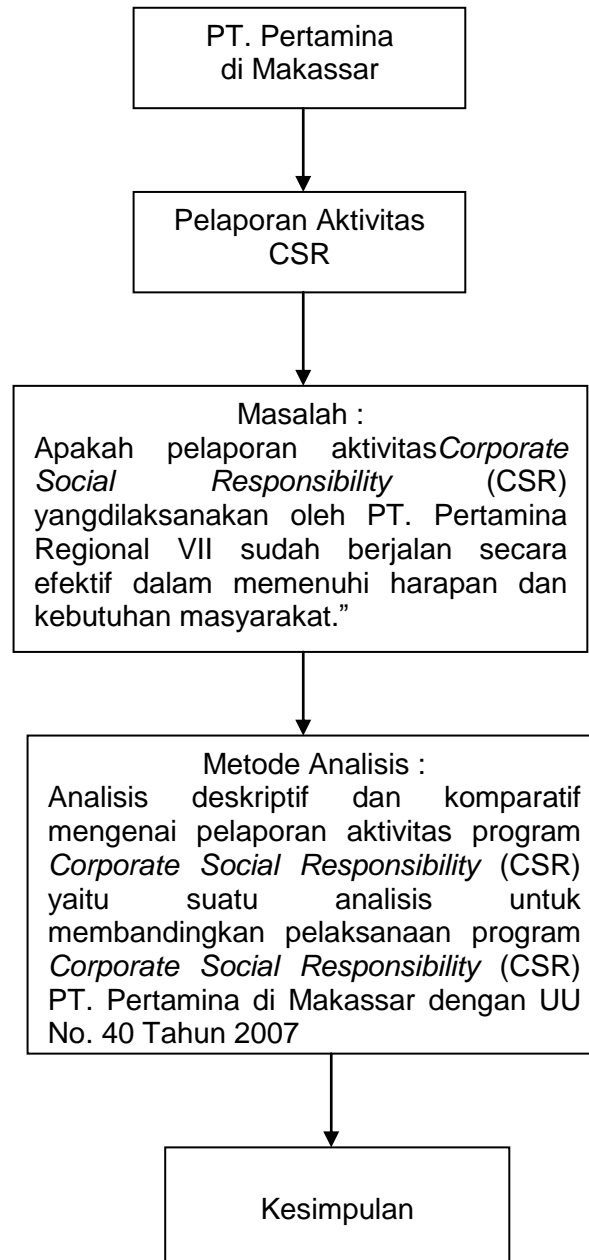 PT. Pertamina
di Makassar
Pelaporan Aktivitas
CSR
Masalah :
Apakah pelaporan aktivitasCorporate
Social Responsibility (CSR)
yangdilaksanakan oleh PT. Pertamina
Regional VII sudah berjalan secara
efektif dalam memenuhi harapan dan
kebutuhan masyarakat.”
Metode Analisis :
Analisis deskriptif dan komparatif
mengenai pelaporan aktivitas program
Corporate Social Responsibility (CSR)
yaitu suatu analisis untuk
membandingkan pelaksanaan program
Corporate Social Responsibility (CSR)
PT. Pertamina di Makassar dengan UU
No. 40 Tahun 2007
Kesimpulan